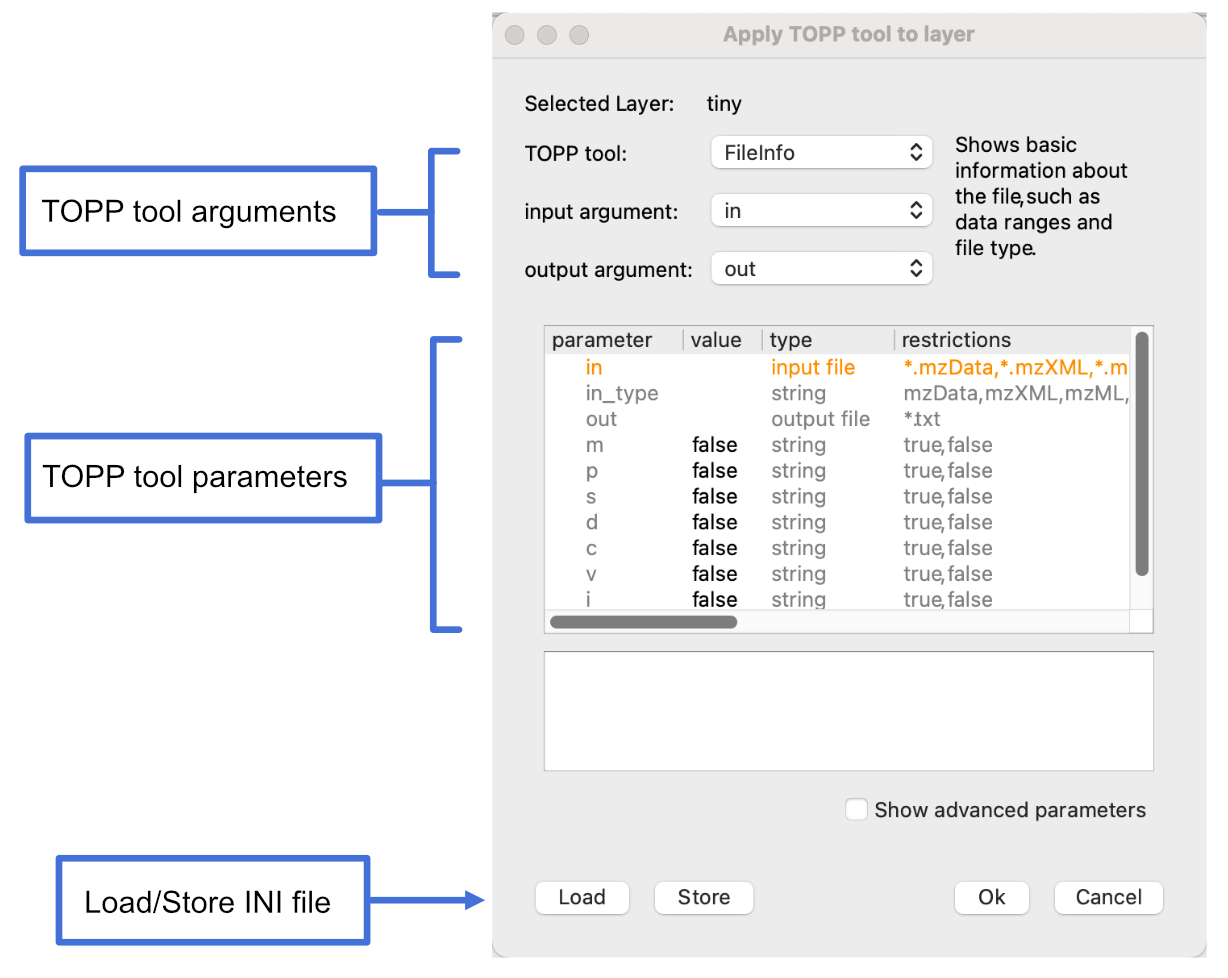 Apply TOPP tool to layer
Selected Layer: tiny
TOPP tool: FileInfo
Shows basic
information about
the file, such as
data ranges and
file type.
TOPP tool arguments
input argument: in
output argument: out
parameter value type restrictions
in input file *.mzData,*.mzXML,*.m
in_type string mzData,mzXML,mzML,
out output file *.txt
m false string true,false
p false string true,false
TOPP tool parameters
s false string true,false
d false string true,false
c false string true,false
v false string true,false
i false string true,false
Show advanced parameters
Load/Store INI file
Load Store Ok Cancel